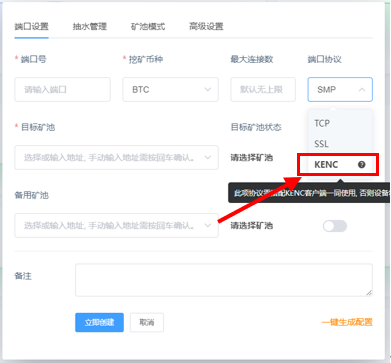 端口设置 抽水管理 矿池模式 高级设置
* 端口号 * 挖矿币种 最大连接数 端口协议
请输入端口 BTC 默认无上限 SMP
TCP
SSL
KENC
* 目标矿池 目标矿池状态
选择或输入地址, 手动输入地址需按回车确认。 请选择矿池
此项协议需搭配KENC客户端一同使用, 否则设备
备用矿池
选择或输入地址, 手动输入地址需按回车确认。 请选择矿池
备注
立即创建 取消 一键生成配置